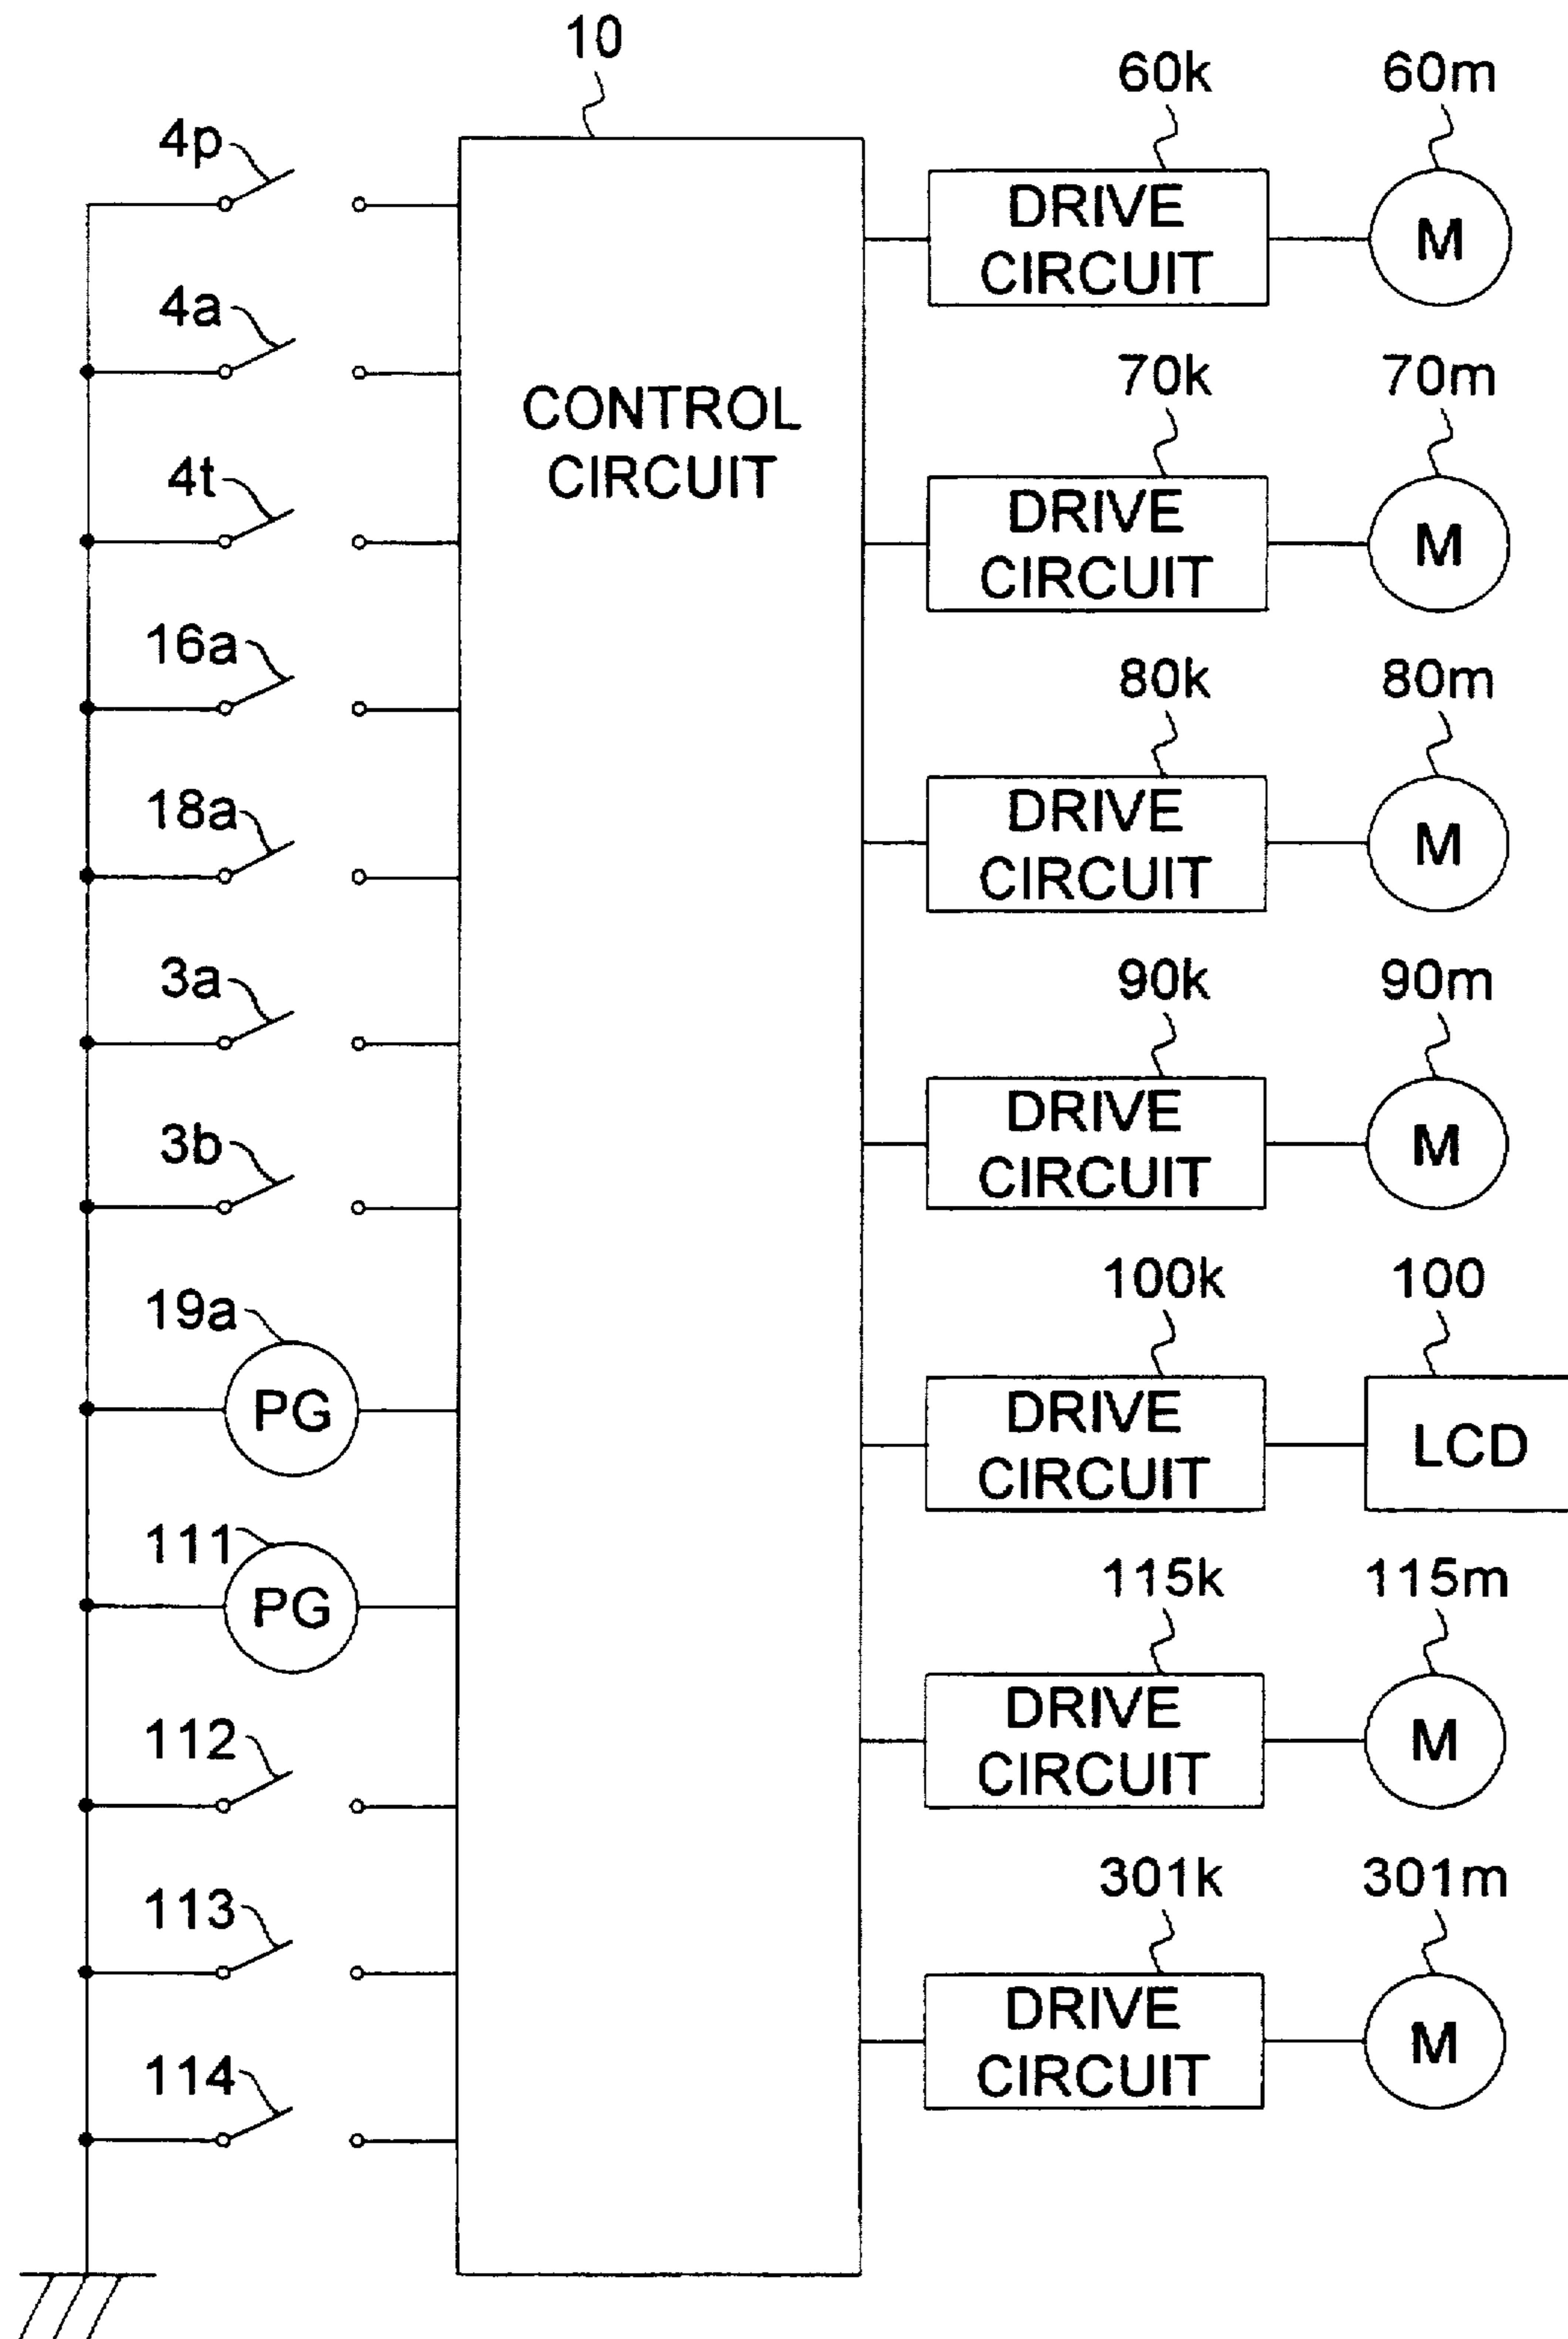 10
60k
60m
4p
DRIVE
CIRCUIT
M
4a
CONTROL
CIRCUIT
70k
70m
4t
DRIVE
CIRCUIT
M
16a
80k
80m
18a
DRIVE
CIRCUIT
M
3a
90k
90m
3b
DRIVE
CIRCUIT
M
19a
PG
100k
100
DRIVE
CIRCUIT
LCD
111
PG
115k
115m
112
DRIVE
CIRCUIT
M
113
301k
301m
114
DRIVE
CIRCUIT
M